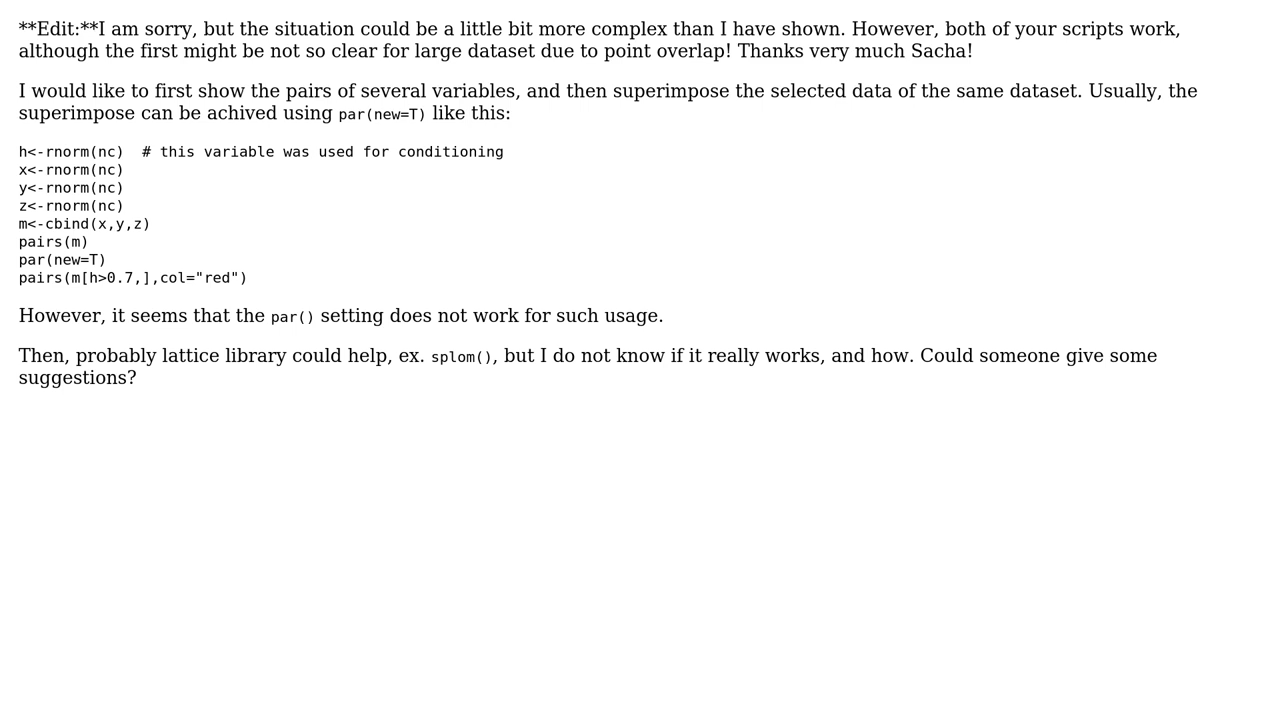 **Edit:**I am sorry, but the situation could be a little bit more complex than I have shown. However, both of your scripts work,
although the first might be not so clear for large dataset due to point overlap! Thanks very much Sacha!
I would like to first show the pairs of several variables, and then superimpose the selected data of the same dataset. Usually, the
superimpose can be achived using par(new=T) like this:
h<-rnorm(nc)  # this variable was used for conditioning
x<-rnorm(nc)
y<-rnorm(nc)
z<-rnorm(nc)
m<-cbind(x,y,z)
pairs(m)
par(new=T)
pairs(m[h>0.7,],col="red")
However, it seems that the par() setting does not work for such usage.
Then, probably lattice library could help, ex. splom(), but I do not know if it really works, and how. Could someone give some
suggestions?